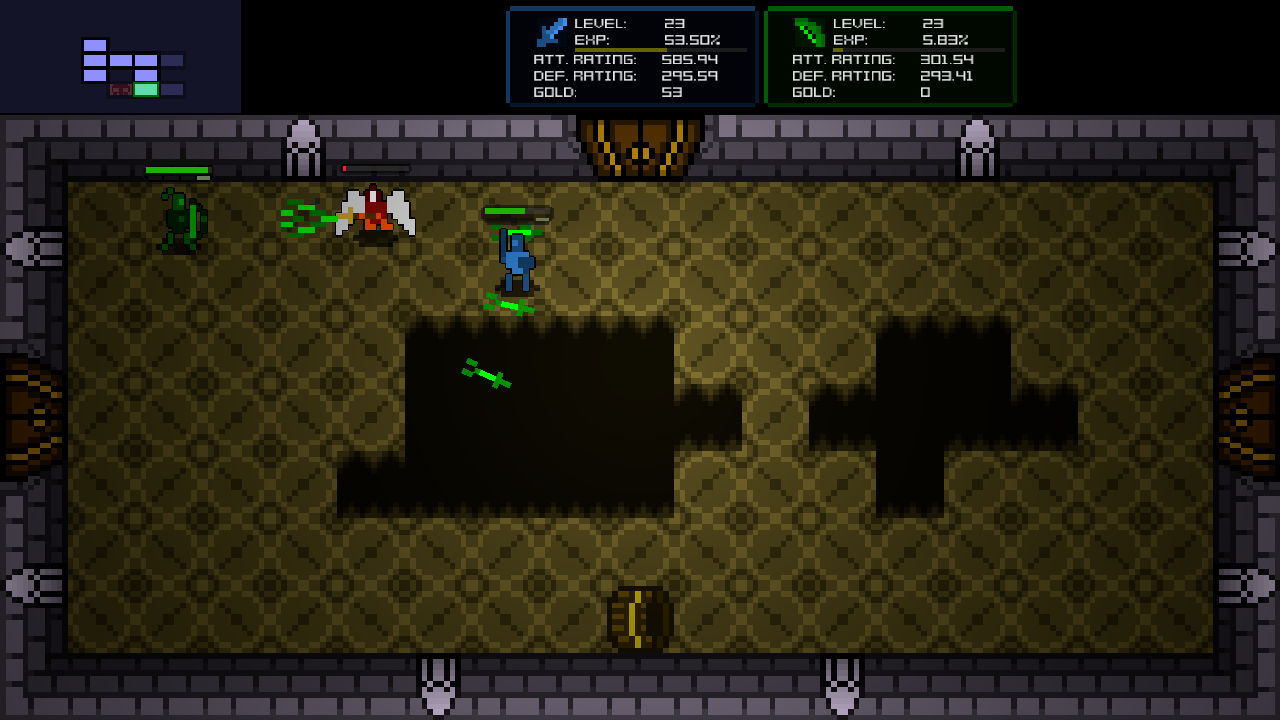 LEVEL: 23
EXP: 53.50%
ATT. RATING: 585.94
DEF. RATING: 295.59
GOLD: 53
LEVEL: 23
EXP: 5.83%
ATT. RATING: 301.54
DEF. RATING: 293.41
GOLD: 0